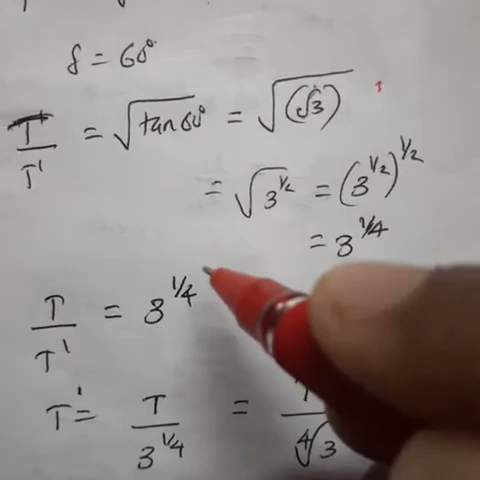 δ = 60°
T/T' = √tan60° = √(√3)
= √3^1/2 = (3^1/2)^1/2
= 3^1/4
T/T' = 3^1/4
T' = T/3^1/4 = T/∜3